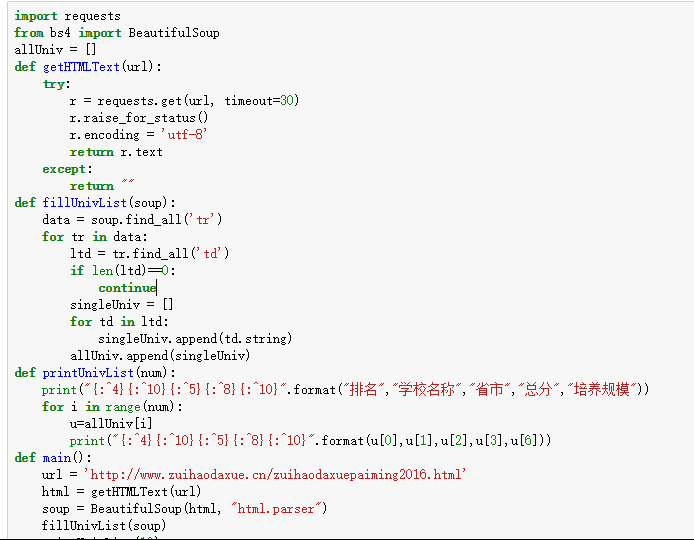 import requests
from bs4 import BeautifulSoup
allUniv = []
def getHTMLText(url):
    try:
        r = requests.get(url, timeout=30)
        r.raise_for_status()
        r.encoding = 'utf-8'
        return r.text
    except:
        return ""
def fillUnivList(soup):
    data = soup.find_all('tr')
    for tr in data:
        ltd = tr.find_all('td')
        if len(ltd)==0:
            continue
        singleUniv = []
        for td in ltd:
            singleUniv.append(td.string)
        allUniv.append(singleUniv)
def printUnivList(num):
    print("{:^4}{:^10}{:^5}{:^8}{:^10}".format("排名","学校名称","省市","总分","培养规模"))
    for i in range(num):
        u=allUniv[i]
        print("{:^4}{:^10}{:^5}{:^8}{:^10}".format(u[0],u[1],u[2],u[3],u[6]))
def main():
    url = 'http://www.zuihaodaxue.cn/zuihaodaxuepaiming2016.html'
    html = getHTMLText(url)
    soup = BeautifulSoup(html, "html.parser")
    fillUnivList(soup)